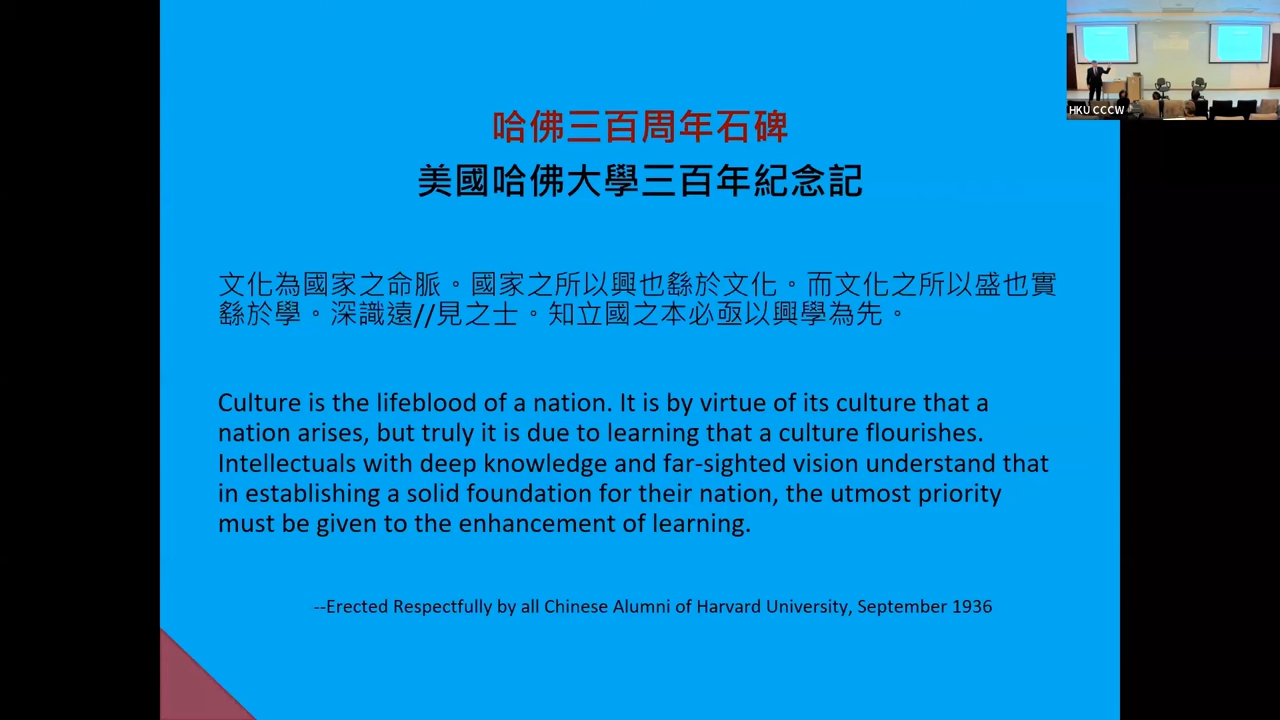 哈佛三百周年石碑
美國哈佛大學三百年紀念記
文化為國家之命脈。國家之所以興也繇於文化。而文化之所以盛也實
繇於學。深識遠//見之士。知立國之本必亟以興學為先。
Culture is the lifeblood of a nation. It is by virtue of its culture that a
nation arises, but truly it is due to learning that a culture flourishes.
Intellectuals with deep knowledge and far-sighted vision understand that
in establishing a solid foundation for their nation, the utmost priority
must be given to the enhancement of learning.
--Erected Respectfully by all Chinese Alumni of Harvard University, September 1936
HKU CCCW